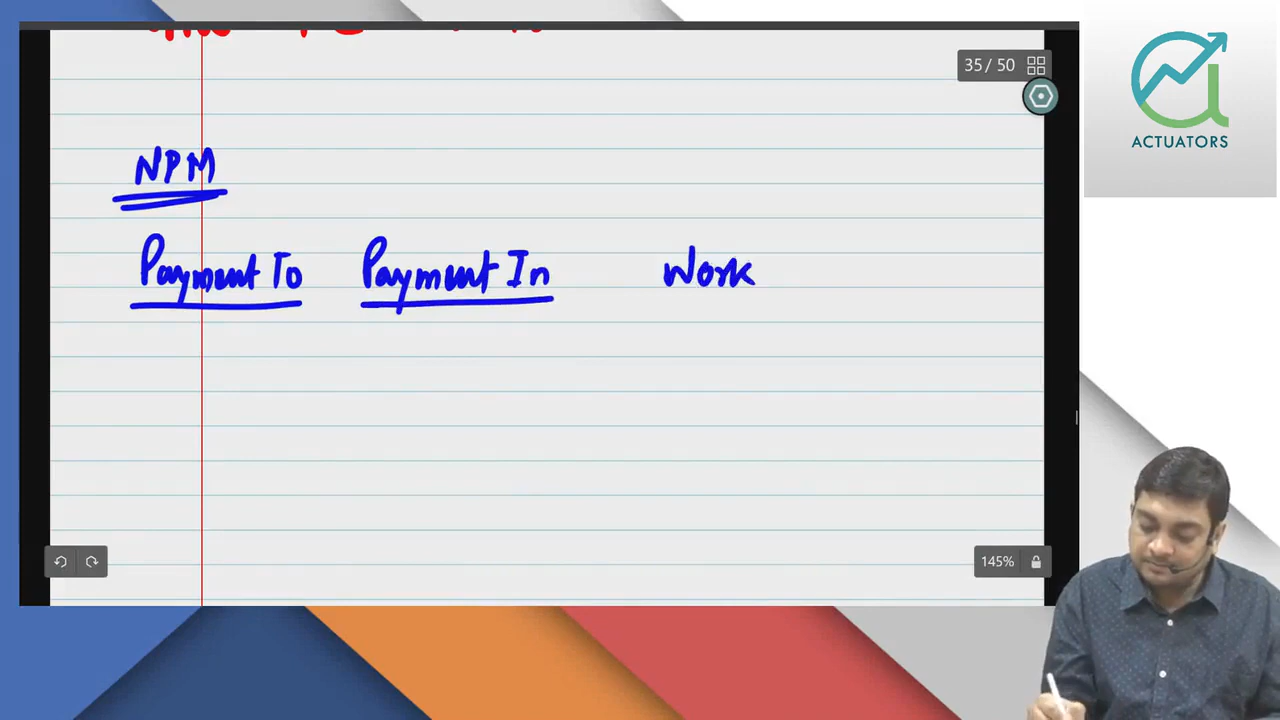 35 / 50
ACTUATORS
NPM
Payment To Payment In Work
145%